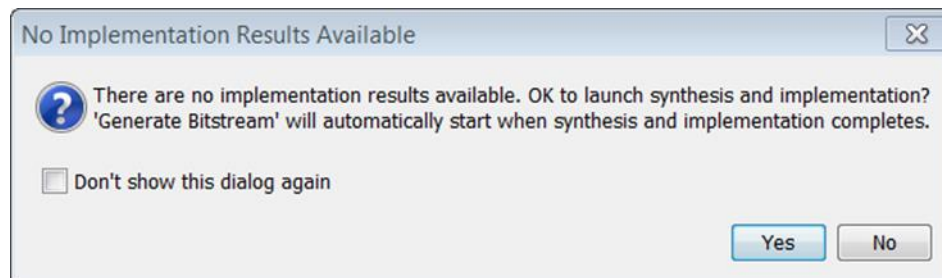 No Implementation Results Available
There are no implementation results available. OK to launch synthesis and implementation?
'Generate Bitstream' will automatically start when synthesis and implementation completes.
Don't show this dialog again
Yes No